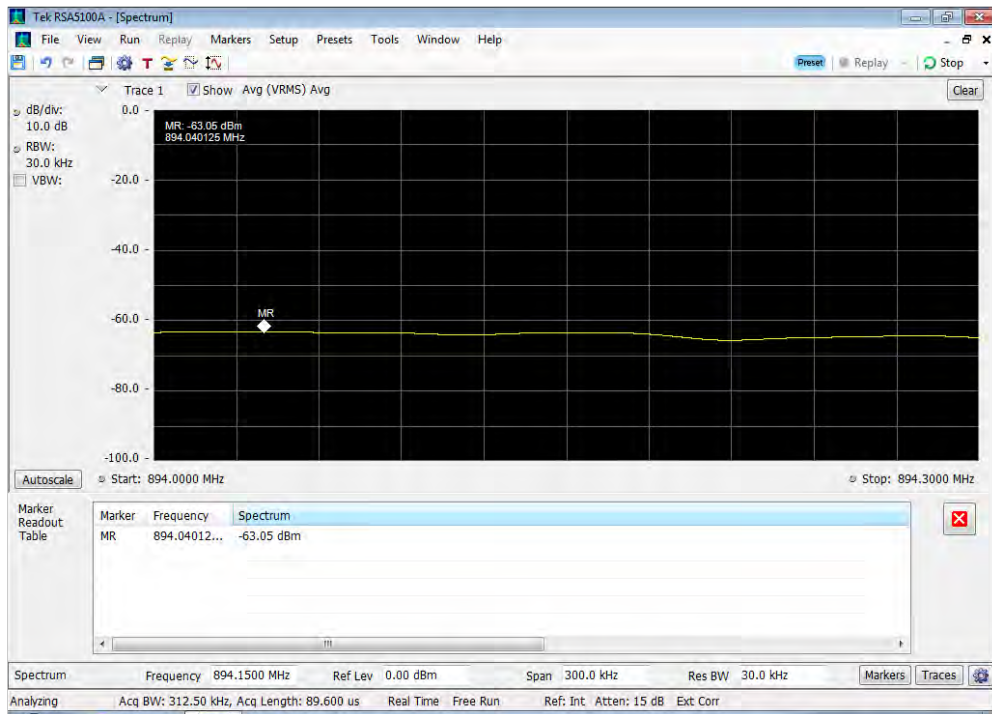 Tek RSA5100A - [Spectrum]
File View Run Replay Markers Setup Presets Tools Window Help
T Preset Replay Stop
Trace 1 Show Avg (VRMS) Avg Clear
dB/div:
10.0 dB
RBW:
30.0 kHz
VBW:
0.0
MR: -63.05 dBm
894.040125 MHz
-20.0
-40.0
-60.0
MR
-80.0
-100.0
Autoscale Start: 894.0000 MHz Stop: 894.3000 MHz
Marker
Readout
Table
Marker Frequency Spectrum
MR 894.04012... -63.05 dBm
Spectrum Frequency 894.1500 MHz Ref Lev 0.00 dBm Span 300.0 kHz Res BW 30.0 kHz Markers Traces
Analyzing Acq BW: 312.50 kHz, Acq Length: 89.600 us Real Time Free Run Ref: Int Atten: 15 dB Ext Corr